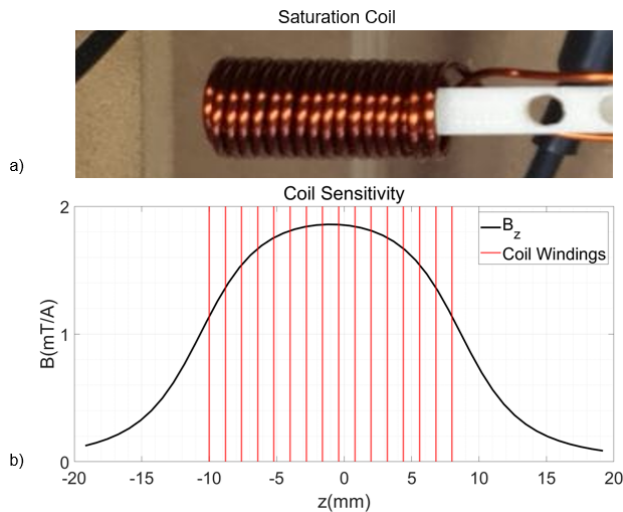 Saturation Coil
a)
Coil Sensitivity
2
1
0
B(mT/A)
B_z
Coil Windings
b)
-20 -15 -10 -5 0 5 10 15 20
z(mm)